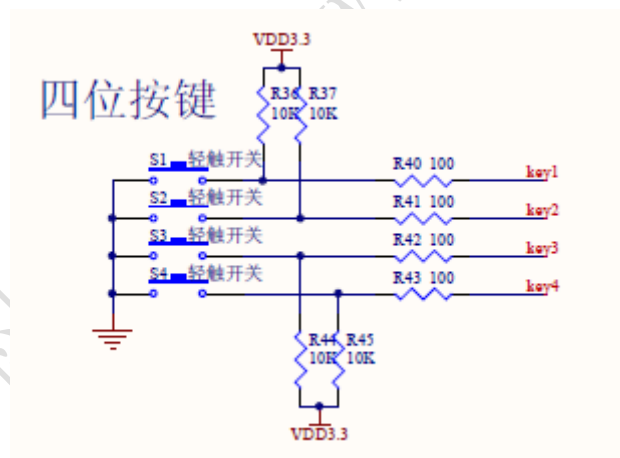 VDD3.3
四位按键
R36 R37
10K 10K
S1 轻触开关
R40 100
key1
S2 轻触开关
R41 100
key2
S3 轻触开关
R42 100
key3
S4 轻触开关
R43 100
key4
R44 R45
10K 10K
VDD3.3